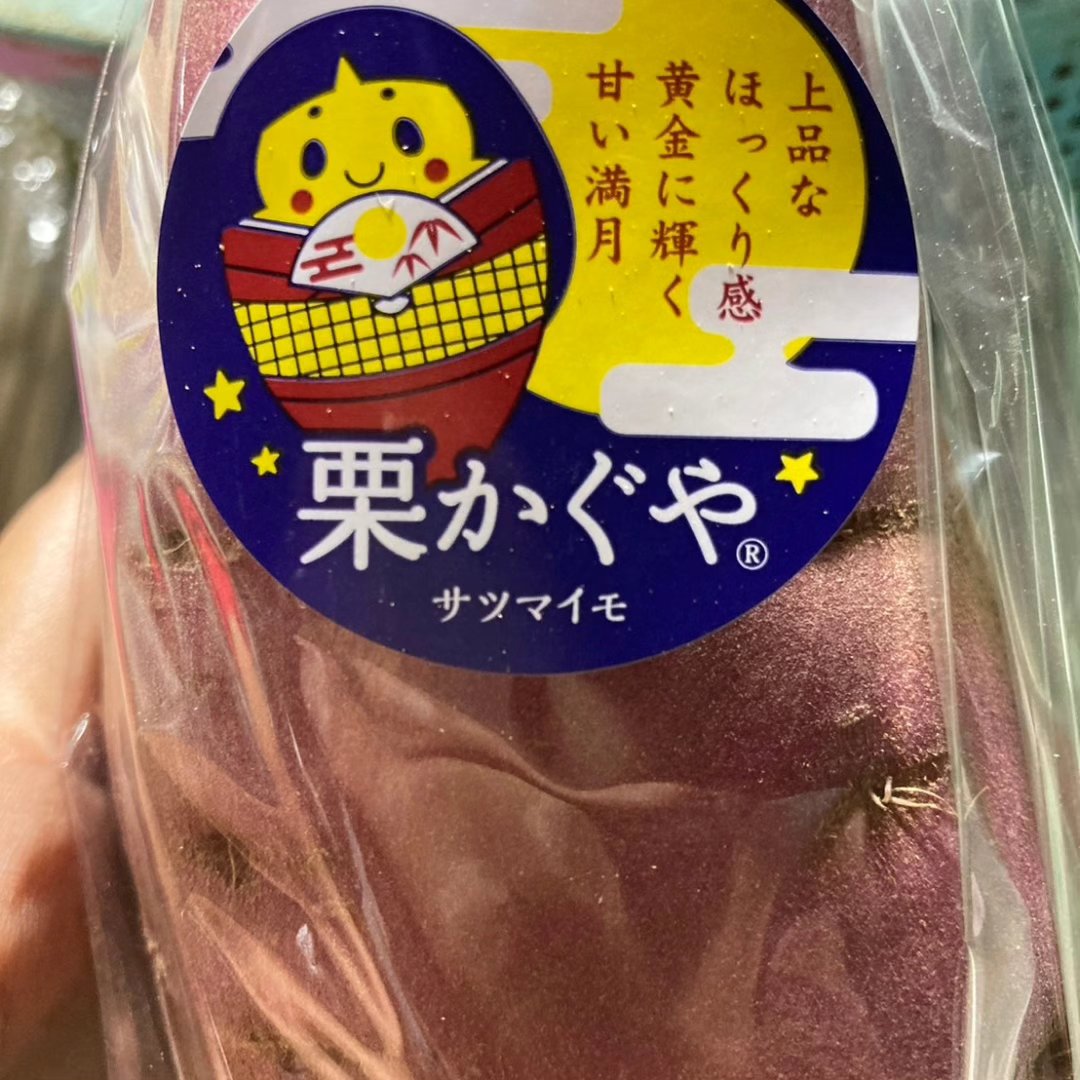 上品な
ほっくり感
黄金に輝く
甘い満月
栗かぐや®
サツマイモ